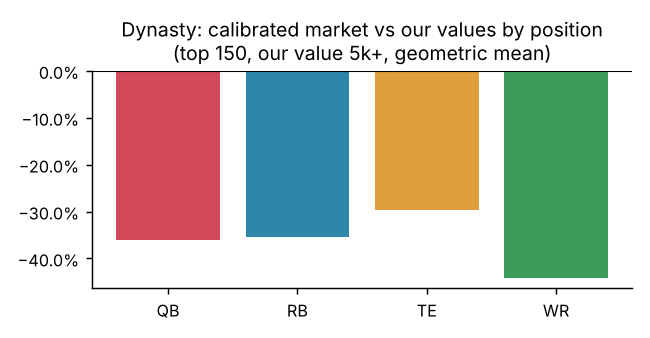 Dynasty: calibrated market vs our values by position
(top 150, our value 5k+, geometric mean)
0.0%
−10.0%
−20.0%
−30.0%
−40.0%
QB RB TE WR